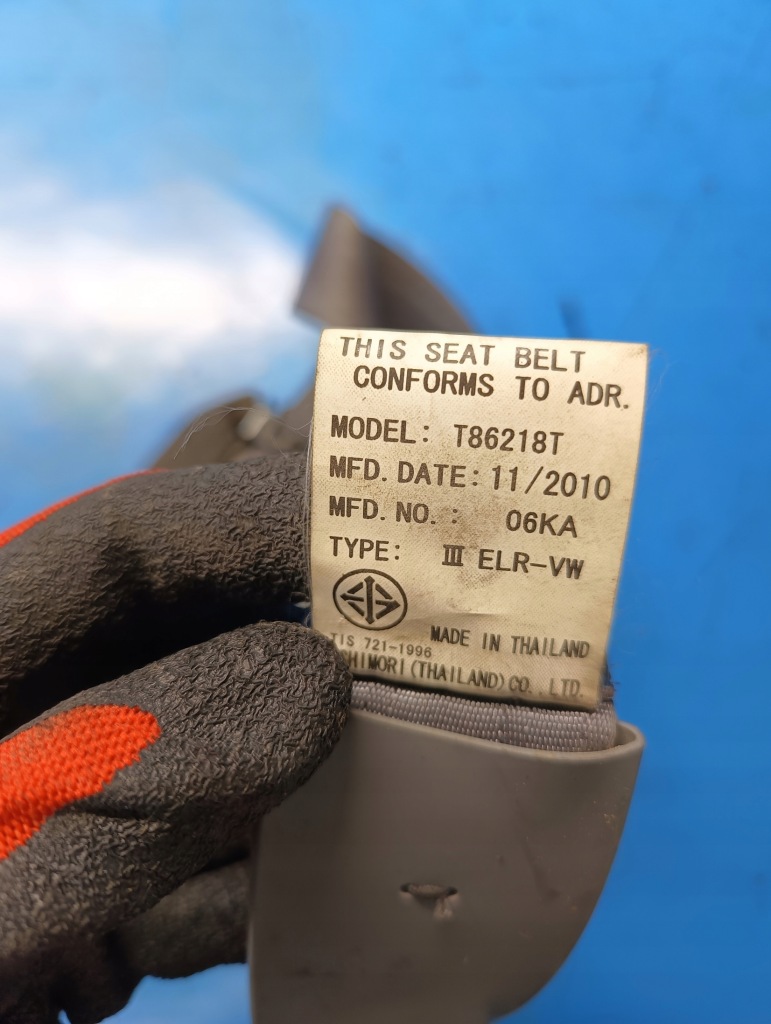 THIS SEAT BELT
CONFORMS TO ADR.
MODEL: T86218T
MFD. DATE: 11/2010
MFD. NO. : 06KA
TYPE: Ⅲ ELR-VW
TIS 721-1996 MADE IN THAILAND
(THAILAND) CO., LTD.